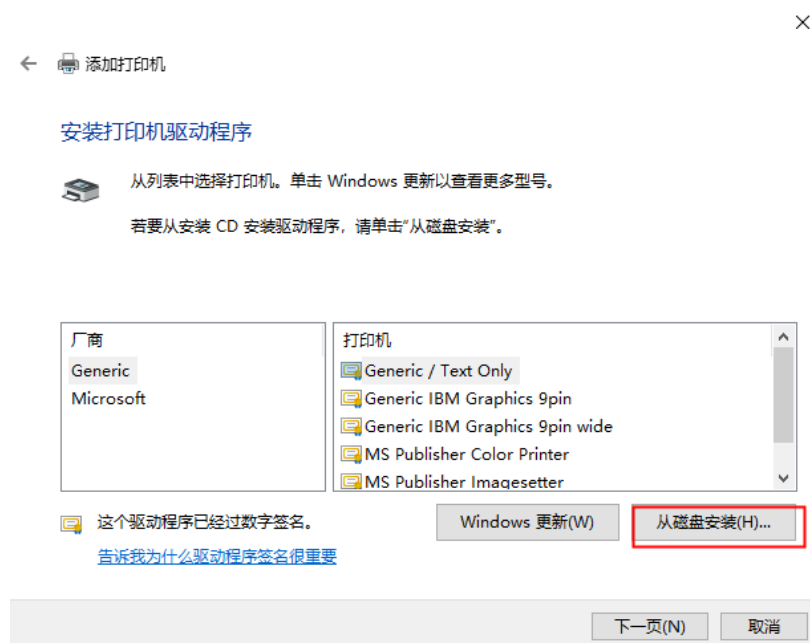 添加打印机
安装打印机驱动程序
从列表中选择打印机。单击 Windows 更新以查看更多型号。
若要从安装 CD 安装驱动程序，请单击“从磁盘安装”。
厂商
Generic
Microsoft
打印机
Generic / Text Only
Generic IBM Graphics 9pin
Generic IBM Graphics 9pin wide
MS Publisher Color Printer
MS Publisher Imagesetter
这个驱动程序已经过数字签名。
告诉我为什么驱动程序签名很重要
Windows 更新(W)
从磁盘安装(H)...
下一页(N)
取消